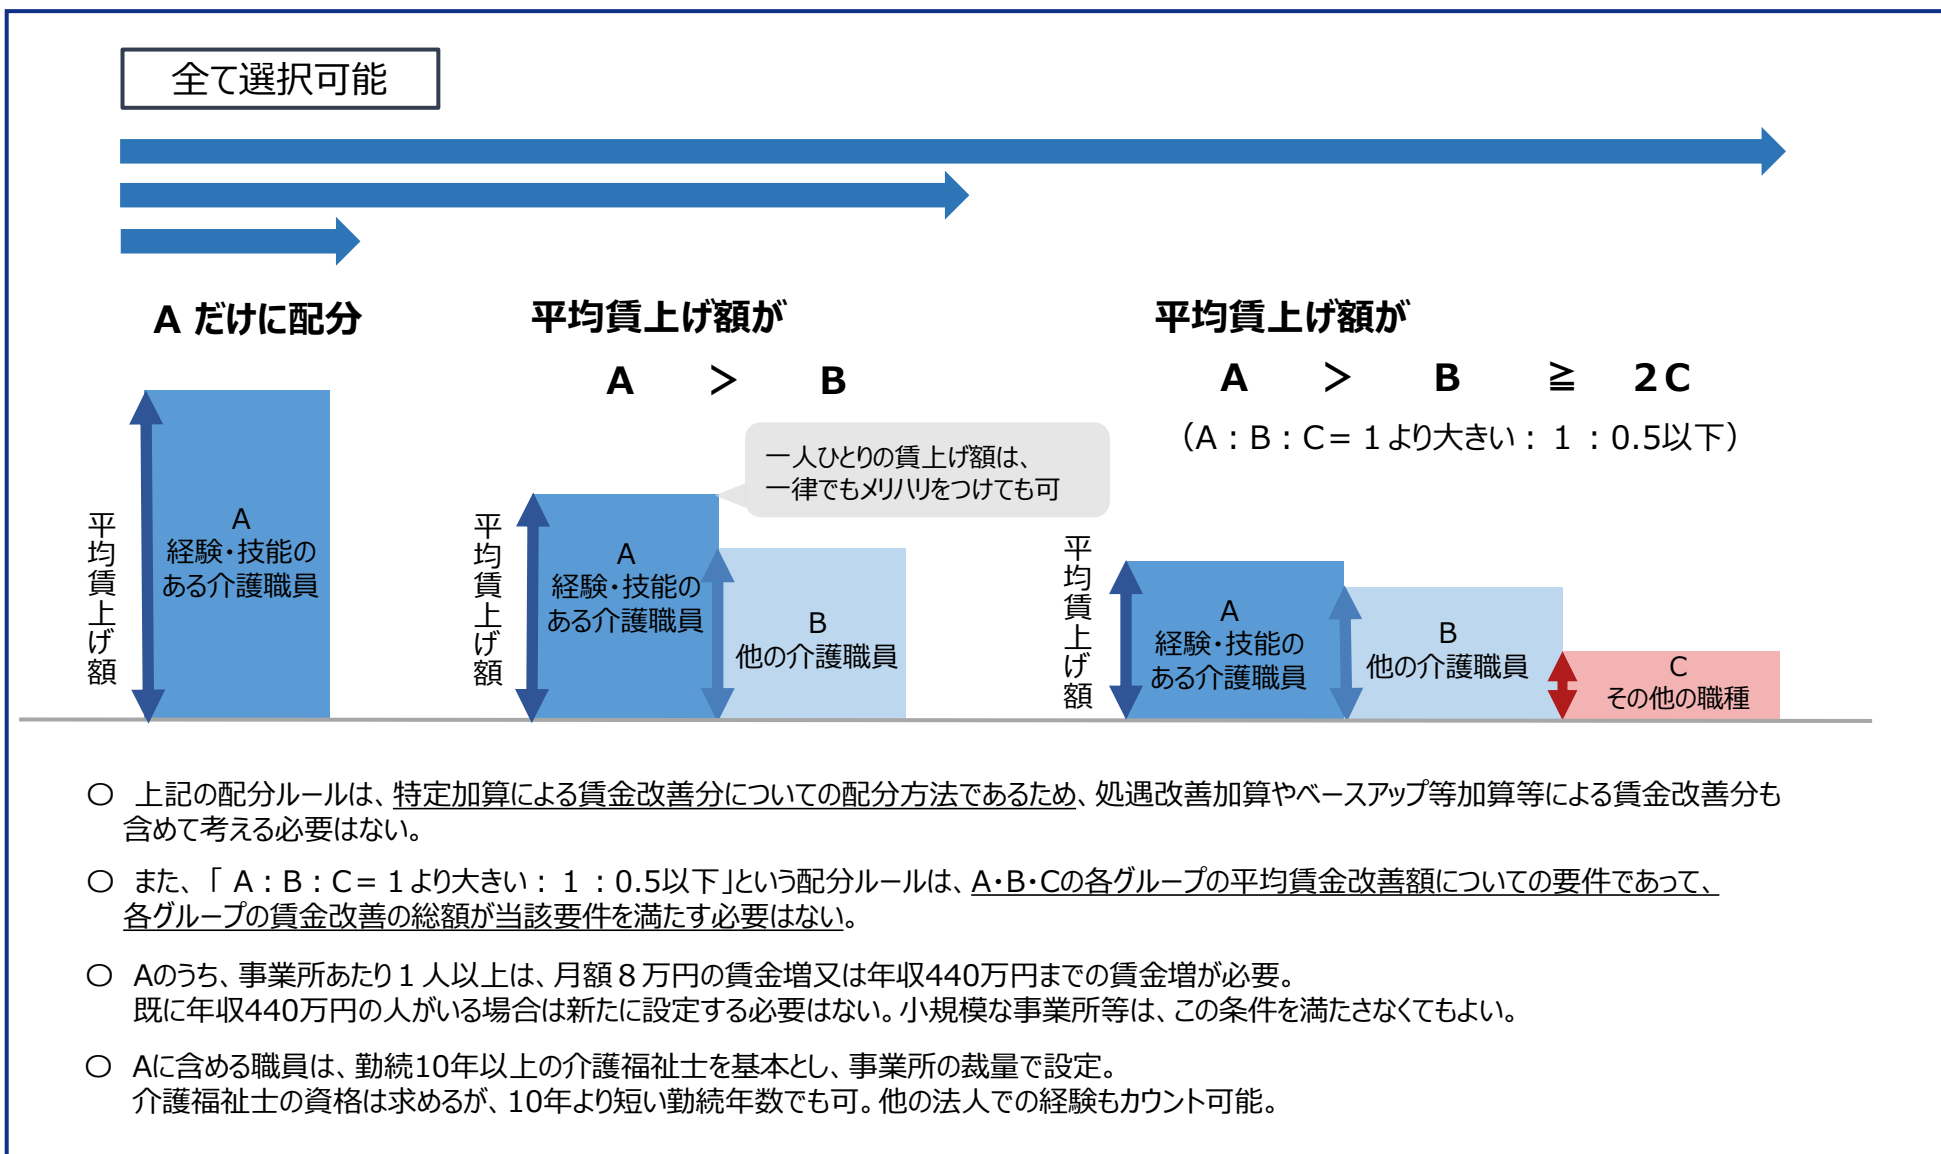 全て選択可能
A だけに配分
平均賃上げ額が
A ＞ B
平均賃上げ額が
A ＞ B ≧ 2C
（A：B：C＝１より大きい：１：0.5以下）
一人ひとりの賃上げ額は、
一律でもメリハリをつけても可
平均賃上げ額
A
経験・技能の
ある介護職員
平均賃上げ額
A
経験・技能の
ある介護職員
B
他の介護職員
平均賃上げ額
A
経験・技能の
ある介護職員
B
他の介護職員
C
その他の職種
○ 上記の配分ルールは、特定加算による賃金改善分についての配分方法であるため、処遇改善加算やベースアップ等加算等による賃金改善分も
含めて考える必要はない。
○ また、「A：B：C＝１より大きい：１：0.5以下」という配分ルールは、A・B・Cの各グループの平均賃金改善額についての要件であって、
各グループの賃金改善の総額が当該要件を満たす必要はない。
○ Aのうち、事業所あたり１人以上は、月額８万円の賃金増又は年収440万円までの賃金増が必要。
既に年収440万円の人がいる場合は新たに設定する必要はない。小規模な事業所等は、この条件を満たさなくてもよい。
○ Aに含める職員は、勤続10年以上の介護福祉士を基本とし、事業所の裁量で設定。
介護福祉士の資格は求めるが、10年より短い勤続年数でも可。他の法人での経験もカウント可能。